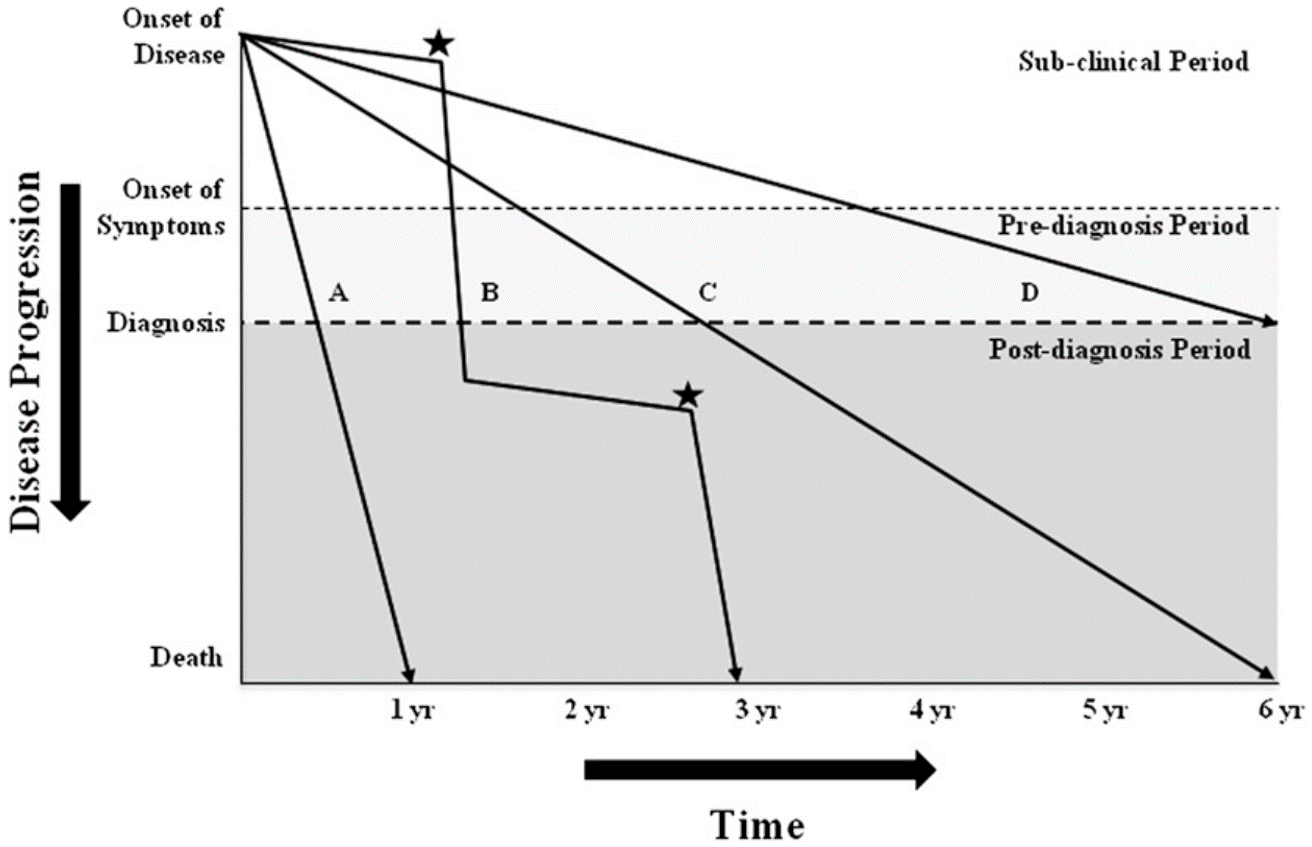 Onset of
Disease
Sub-clinical Period
Onset of
Symptoms
Pre-diagnosis Period
A
B
C
D
Diagnosis
Post-diagnosis Period
Death
Disease Progression
1 yr
2 yr
3 yr
4 yr
5 yr
6 yr
Time